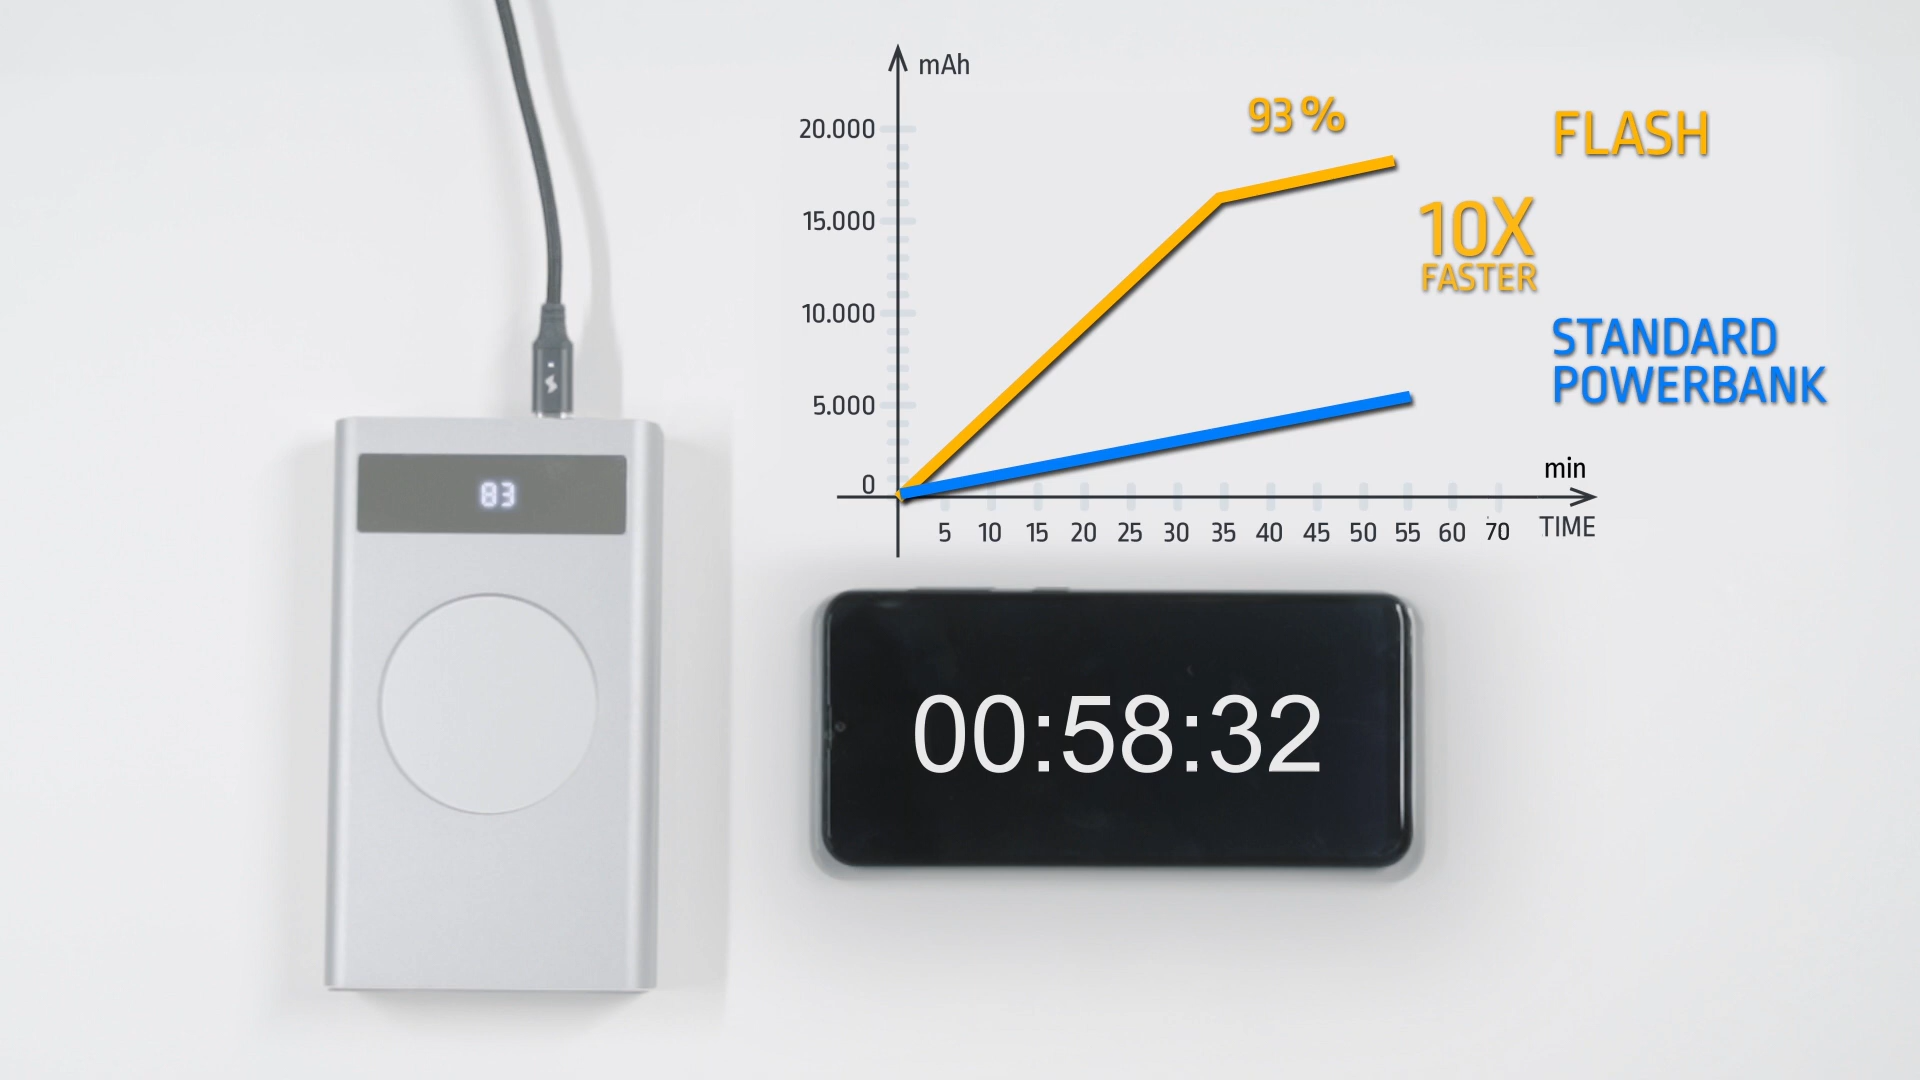 mAh
93%
FLASH
20.000
10X
FASTER
15.000
10.000
STANDARD
POWERBANK
5.000
min
0
5 10 15 20 25 30 35 40 45 50 55 60 70
TIME
83
00:58:32